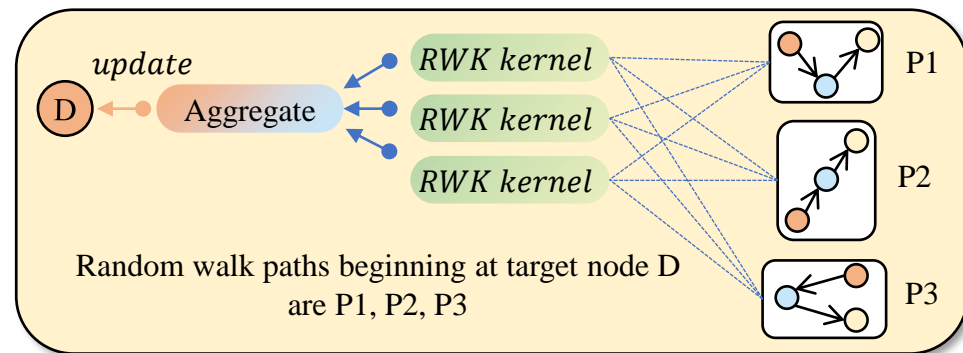 update
D
Aggregate
RWK kernel
RWK kernel
RWK kernel
P1
P2
P3
Random walk paths beginning at target node D
are P1, P2, P3